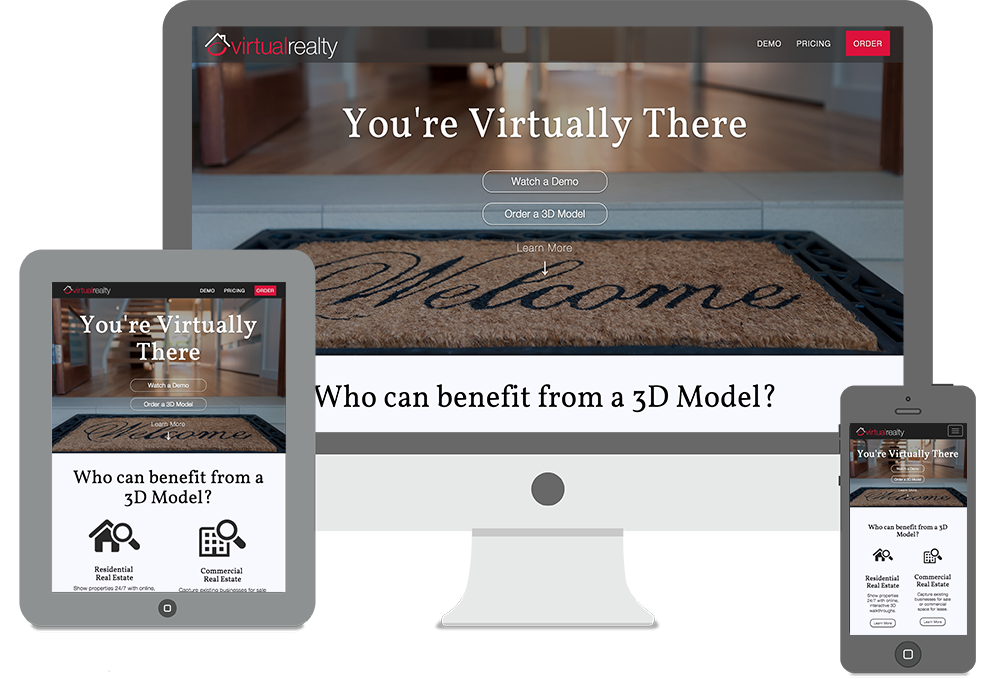 virtualrealty
DEMO PRICING ORDER
You're Virtually There
Watch a Demo
Order a 3D Model
Learn More
Welcome
Who can benefit from a 3D Model?
virtualrealty
DEMO PRICING ORDER
You're Virtually
There
Watch a Demo
Order a 3D Model
Learn More
Welcome
Who can benefit from a
3D Model?
Residential
Real Estate
Show properties 24/7 with online,
Commercial
Real Estate
Capture existing businesses for sale
virtualrealty
You're Virtually There
Watch a Demo
Order a 3D Model
Learn More
Welcome
Who can benefit from a 3D
Model?
Residential
Real Estate
Show properties
24/7 with online,
interactive 3D
walkthroughs.
Learn More
Commercial
Real Estate
Capture existing
businesses for sale
or commercial
space for lease.
Learn More